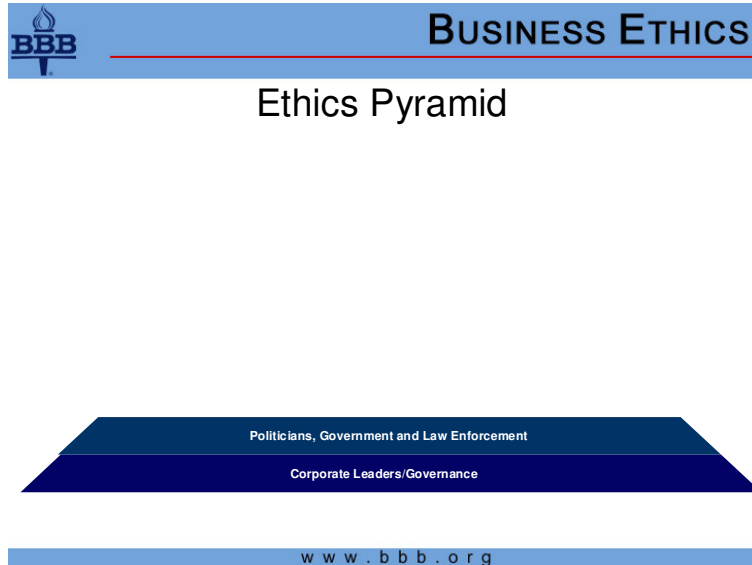 BBB
BUSINESS ETHICS
Ethics Pyramid
Politicians, Government and Law Enforcement
Corporate Leaders/Governance
www.bbb.org